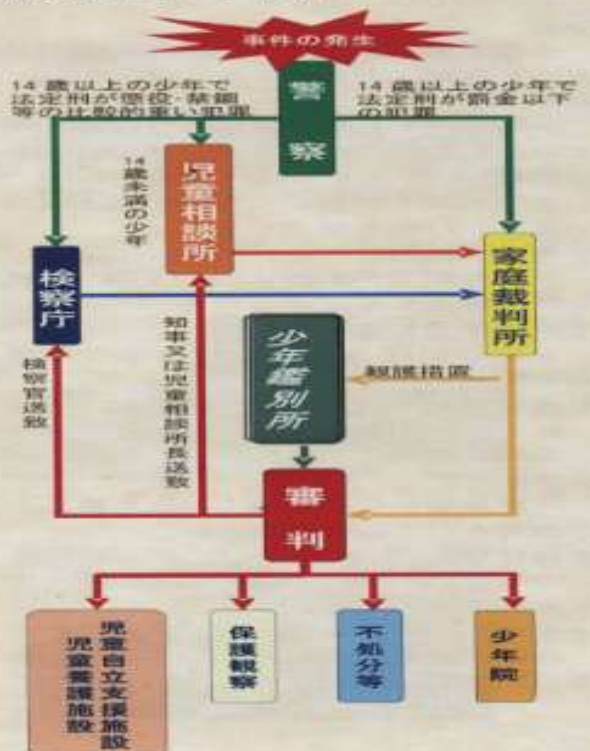 事件の発生
警察
14歳以上の少年で
法定刑が懲役・禁錮
等の比較的重い犯罪
14歳以上の少年で
法定刑が罰金以下
の犯罪
14歳未満の少年
児童相談所
検察庁
家庭裁判所
少年鑑別所
観護措置
検察官送致
知事又は児童相談所長送致
審判
児童自立支援施設
児童養護施設
保護観察
不処分等
少年院